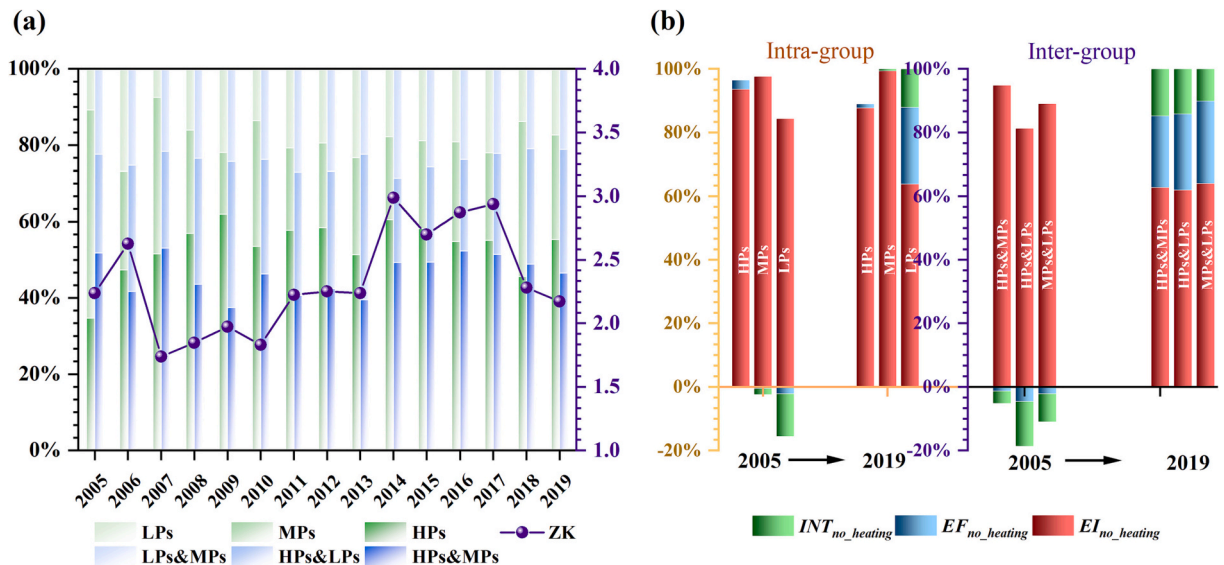 (a)
(b)
Intra-group
Inter-group
100% 4.0
80% 3.5
3.0
60%
2.5
40%
2.0
20%
1.5
0% 1.0
2005 2006 2007 2008 2009 2010 2011 2012 2013 2014 2015 2016 2017 2018 2019
LPs MPs HPs ZK
LPs&MPs HPs&LPs HPs&MPs
100%
80%
60%
40%
20%
0%
-20%
HPs MPs LPs HPs MPs LPs
2005 2019
100%
80%
60%
40%
20%
0%
-20%
HPs&MPs HPs&LPs MPs&LPs HPs&MPs HPs&LPs MPs&LPs
2005 2019
INTno_heating EFno_heating EIno_heating